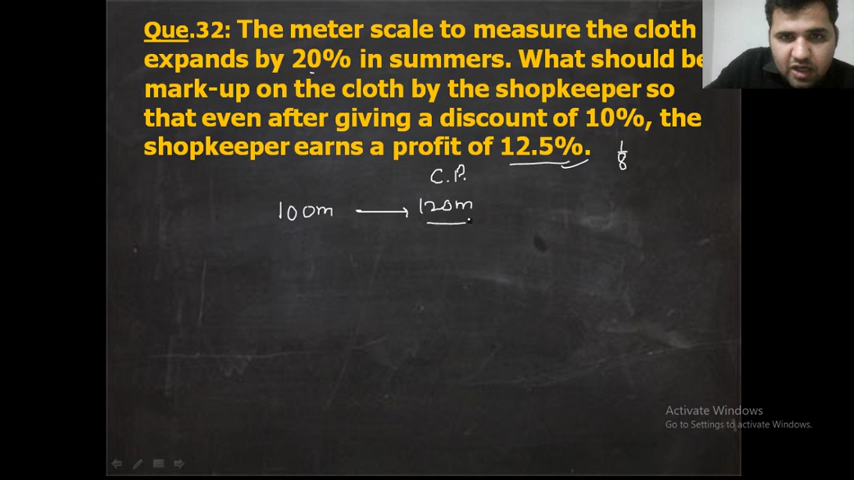 Que.32: The meter scale to measure the cloth
expands by 20% in summers. What should be
mark-up on the cloth by the shopkeeper so
that even after giving a discount of 10%, the
shopkeeper earns a profit of 12.5%. 1/8
C.P.
100m → 120m
Activate Windows
Go to Settings to activate Windows.